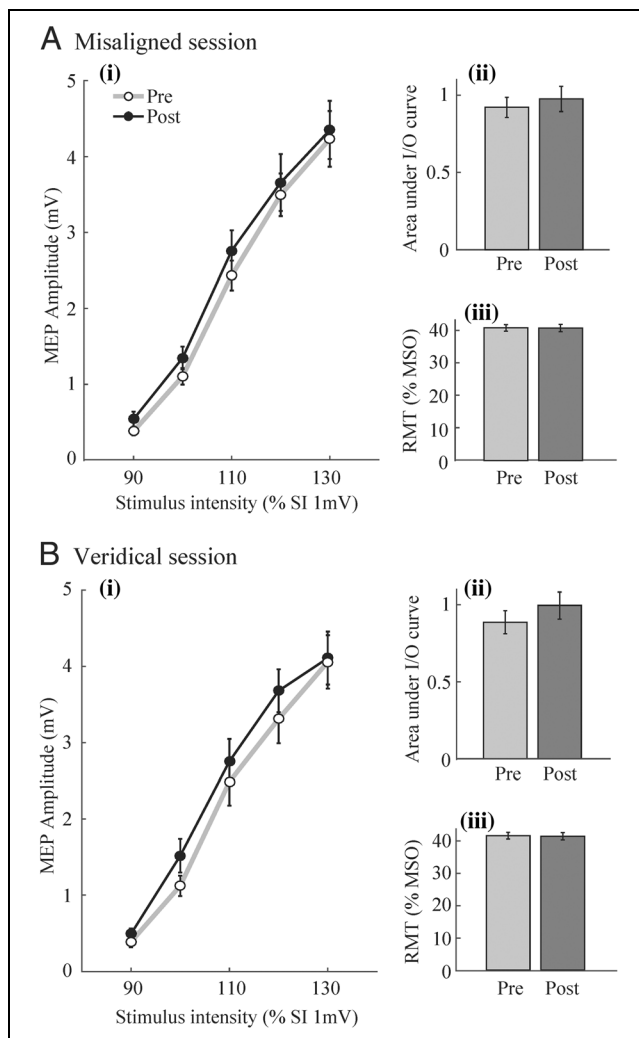 A Misaligned session
(i)
Pre
Post
5
4
3
2
1
0
MEP Amplitude (mV)
90 110 130
Stimulus intensity (% SI 1mV)
(ii)
1
0.5
0
Area under I/O curve
Pre Post
(iii)
40
30
20
10
0
RMT (% MSO)
Pre Post
B Veridical session
(i)
5
4
3
2
1
0
MEP Amplitude (mV)
90 110 130
Stimulus intensity (% SI 1mV)
(ii)
1
0.5
0
Area under I/O curve
Pre Post
(iii)
40
30
20
10
0
RMT (% MSO)
Pre Post